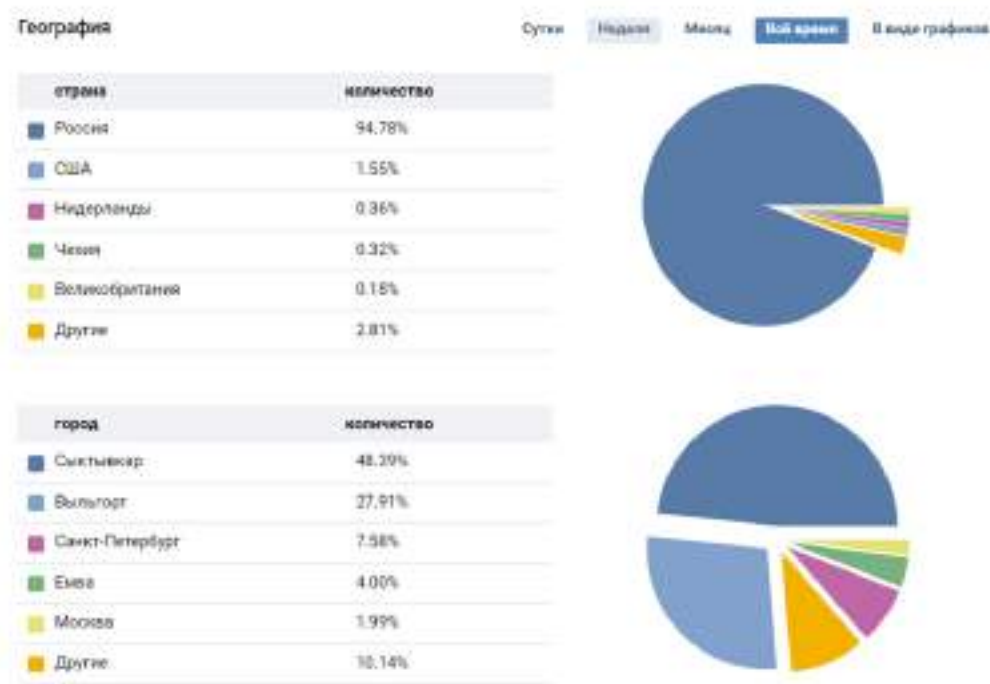 География
Сутки Неделя Месяц Всё время В виде графиков
страна количество
Россия 94.78%
США 1.55%
Нидерланды 0.36%
Чехия 0.32%
Великобритания 0.18%
Другие 2.81%
город количество
Сыктывкар 48.39%
Выльгорт 27.91%
Санкт-Петербург 7.58%
Емва 4.00%
Москва 1.99%
Другие 10.14%